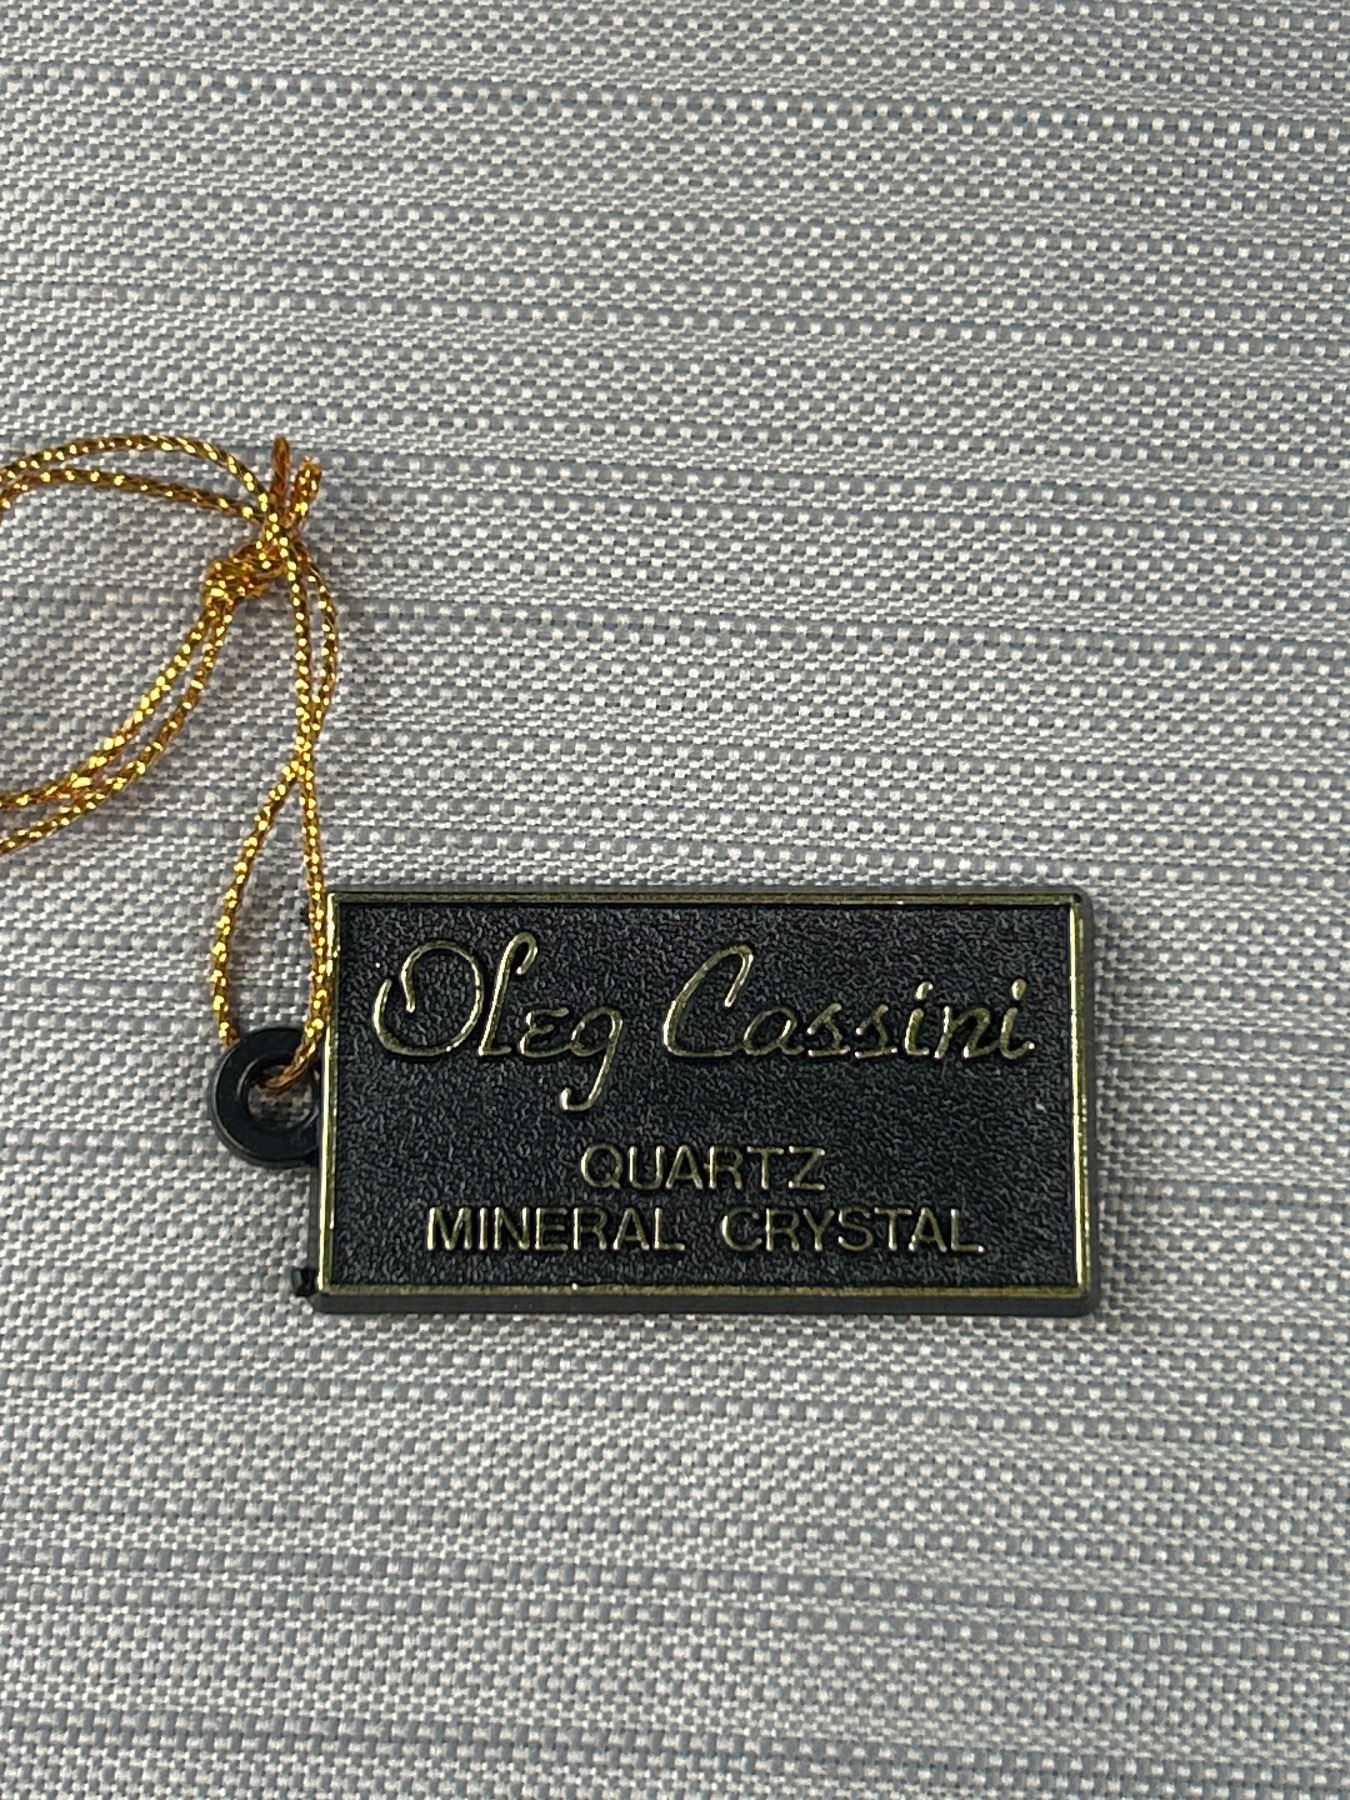 Oleg Cassini
QUARTZ
MINERAL CRYSTAL